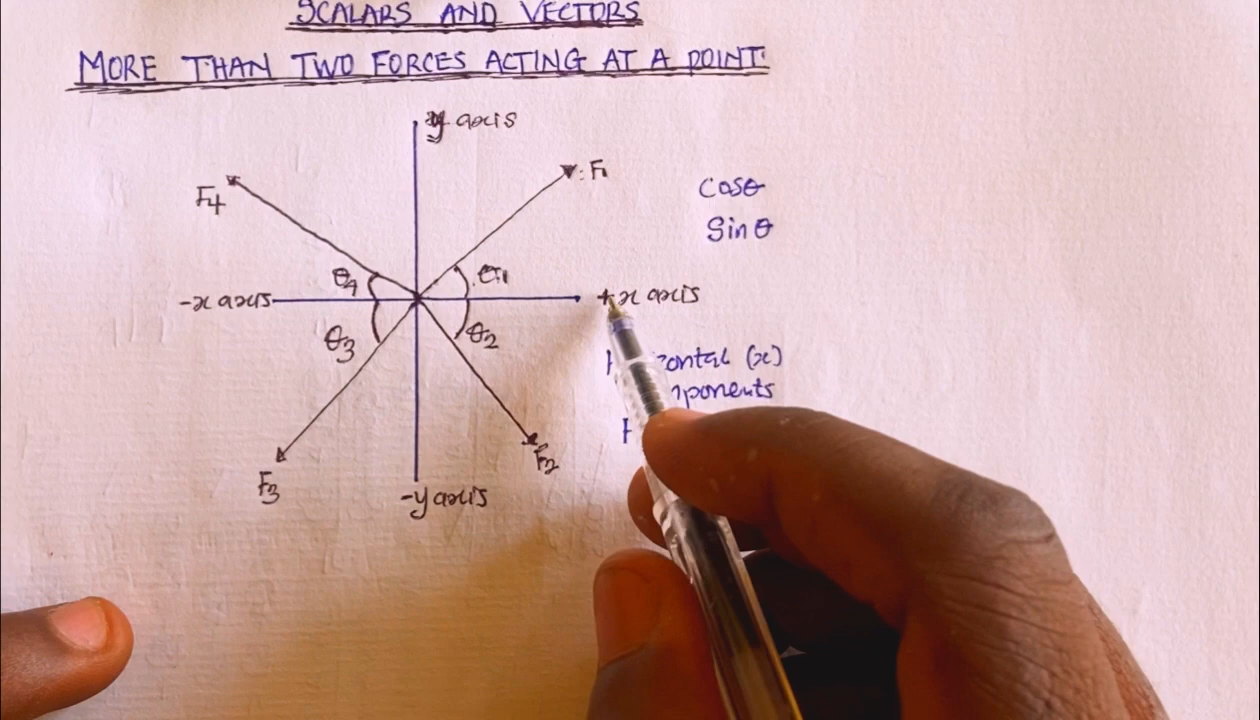 SCALARS AND VECTORS
MORE THAN TWO FORCES ACTING AT A POINT.
y axis
F1
F4
Cosθ
Sinθ
θ4
θ1
-x axis
+x axis
θ3
θ2
(x)
F2
F3
-y axis